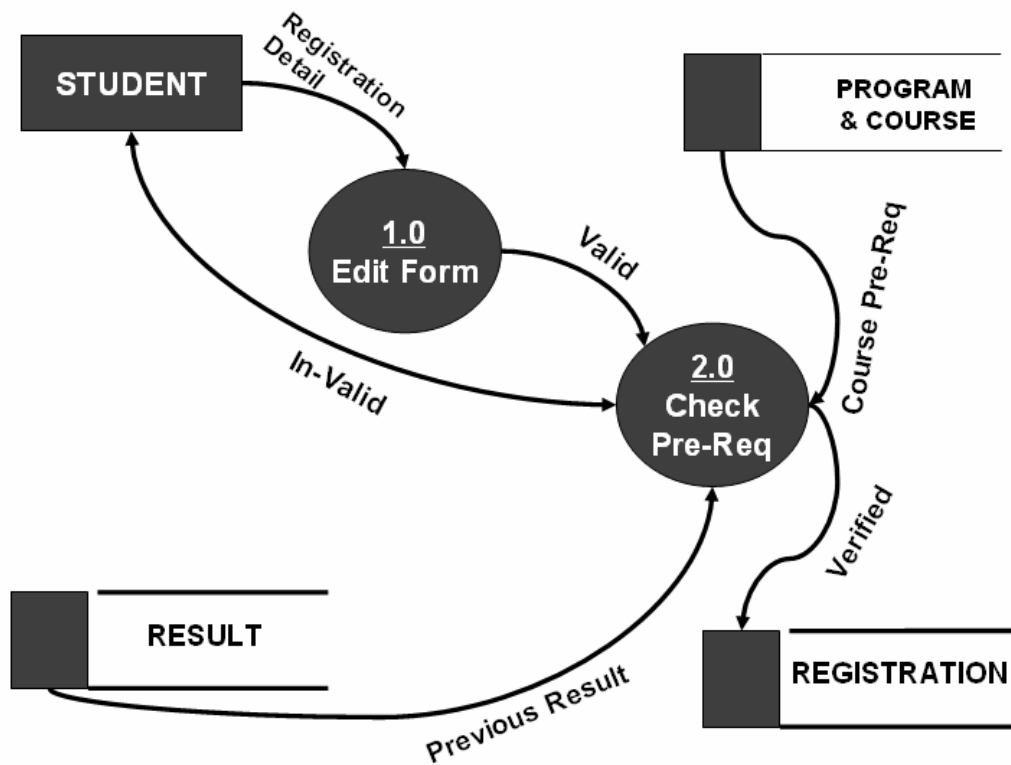 STUDENT
Registration
Detail
PROGRAM
& COURSE
1.0
Edit Form
Valid
Course Pre-Req
In-Valid
2.0
Check
Pre-Req
Verified
RESULT
Previous Result
REGISTRATION